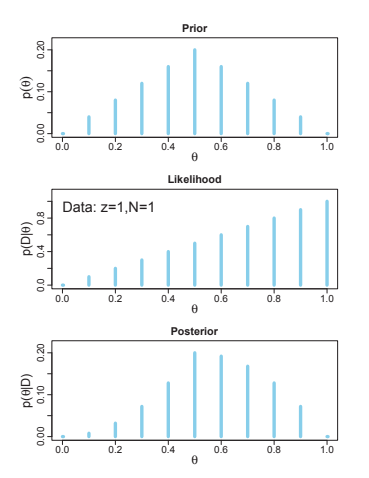 Prior
p(θ)
0.00 0.10 0.20
0.0 0.2 0.4 0.6 0.8 1.0
θ
Likelihood
Data: z=1,N=1
p(D|θ)
0.0 0.4 0.8
0.0 0.2 0.4 0.6 0.8 1.0
θ
Posterior
p(θ|D)
0.00 0.10 0.20
0.0 0.2 0.4 0.6 0.8 1.0
θ